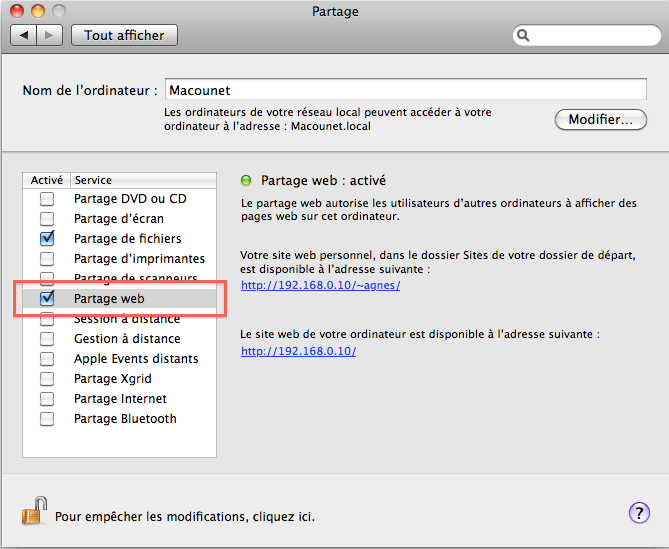 Partage
Tout afficher
Nom de l'ordinateur : Macounet
Les ordinateurs de votre réseau local peuvent accéder à votre
ordinateur à l'adresse : Macounet.local
Modifier...
Activé Service
Partage DVD ou CD
Partage d'écran
Partage de fichiers
Partage d'imprimantes
Partage de scanneurs
Partage web
Session à distance
Gestion à distance
Apple Events distants
Partage Xgrid
Partage Internet
Partage Bluetooth
Partage web : activé
Le partage web autorise les utilisateurs d'autres ordinateurs à afficher des
pages web sur cet ordinateur.
Votre site web personnel, dans le dossier Sites de votre dossier de départ,
est disponible à l'adresse suivante :
http://192.168.0.10/~agnes/
Le site web de votre ordinateur est disponible à l'adresse suivante :
http://192.168.0.10/
Pour empêcher les modifications, cliquez ici.
?